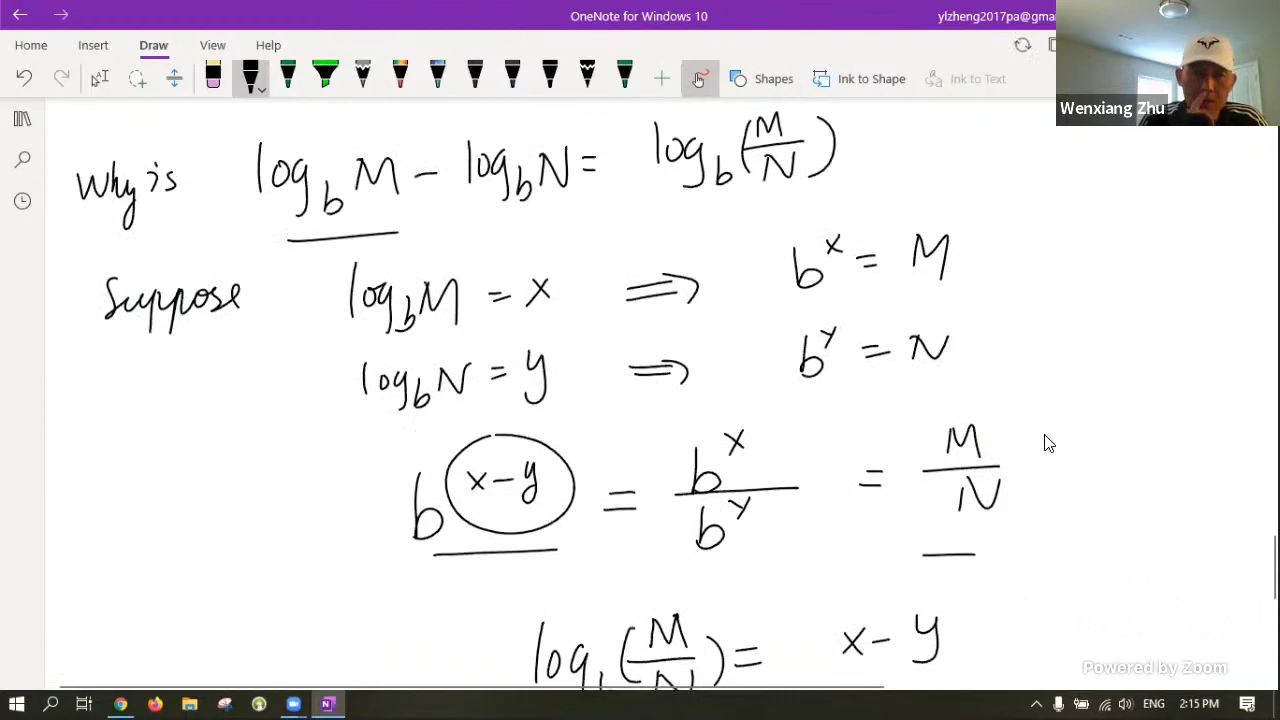 OneNote for Windows 10
ylzheng2017pa@gma
Home Insert Draw View Help
Shapes Ink to Shape Ink to Text
Wenxiang Zhu
Why is log_b M - log_b N = log_b (M/N)
Suppose log_b M = x ⟹ b^x = M
log_b N = y ⟹ b^y = N
b^(x-y) = b^x/b^y = M/N
log_b (M/N) = x - y
Powered by Zoom
ENG 2:15 PM